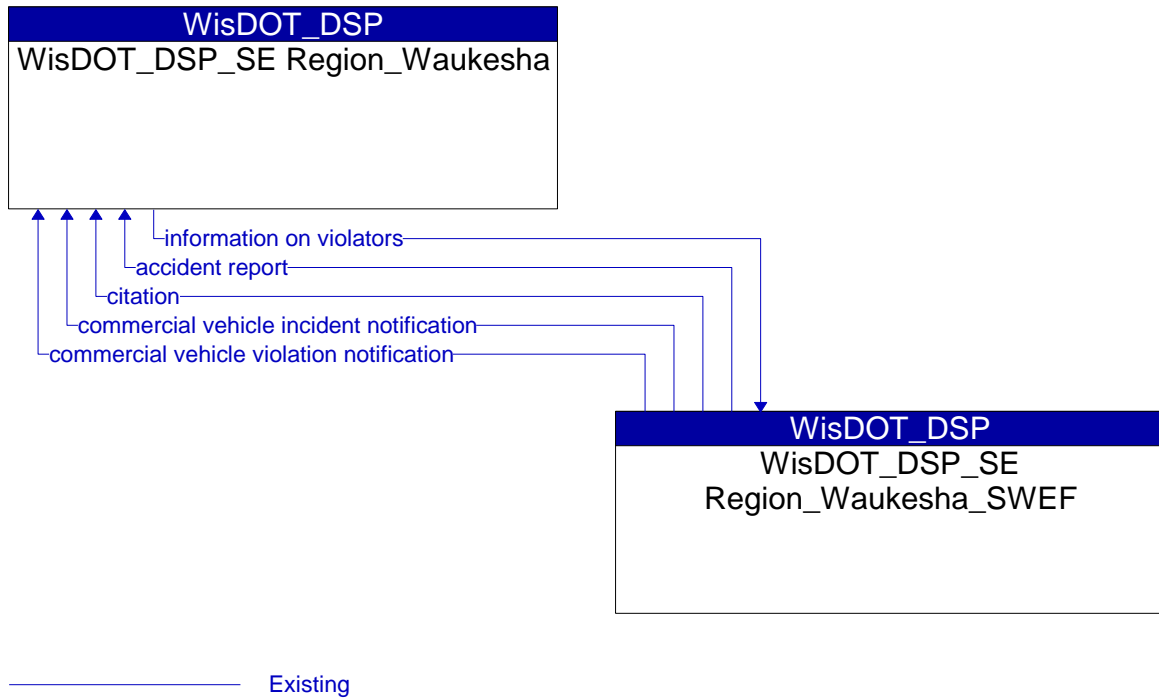 WisDOT_DSP
WisDOT_DSP_SE Region_Waukesha
information on violators
accident report
citation
commercial vehicle incident notification
commercial vehicle violation notification
WisDOT_DSP
WisDOT_DSP_SE
Region_Waukesha_SWEF
Existing